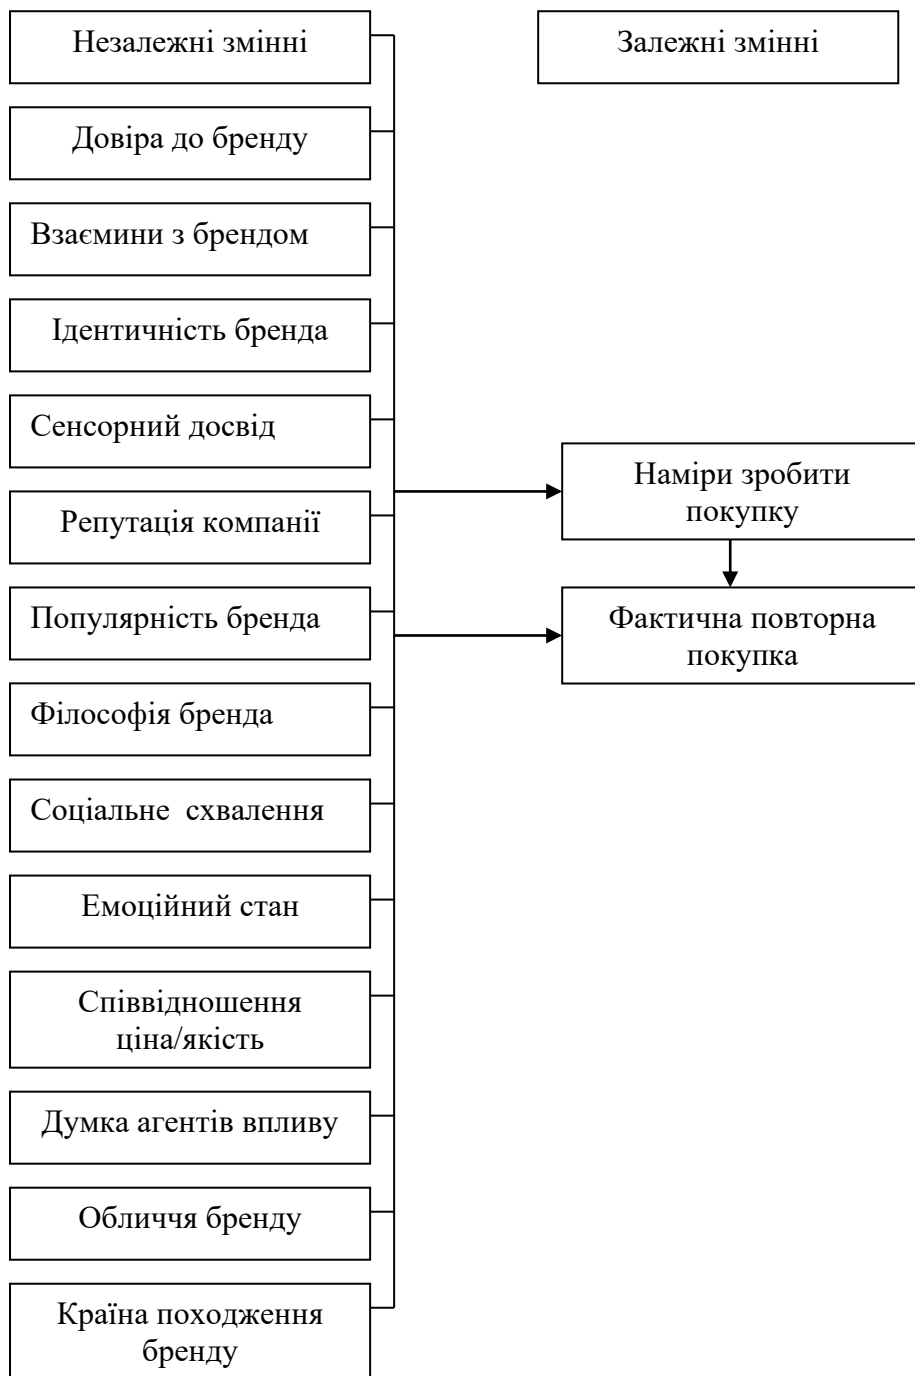 Незалежні змінні
Залежні змінні
Довіра до бренду
Взаємини з брендом
Ідентичність бренда
Сенсорний досвід
Наміри зробити
покупку
Репутація компанії
Популярність бренда
Фактична повторна
покупка
Філософія бренда
Соціальне  схвалення
Емоційний стан
Співвідношення
ціна/якість
Думка агентів впливу
Обличчя бренду
Країна походження
бренду